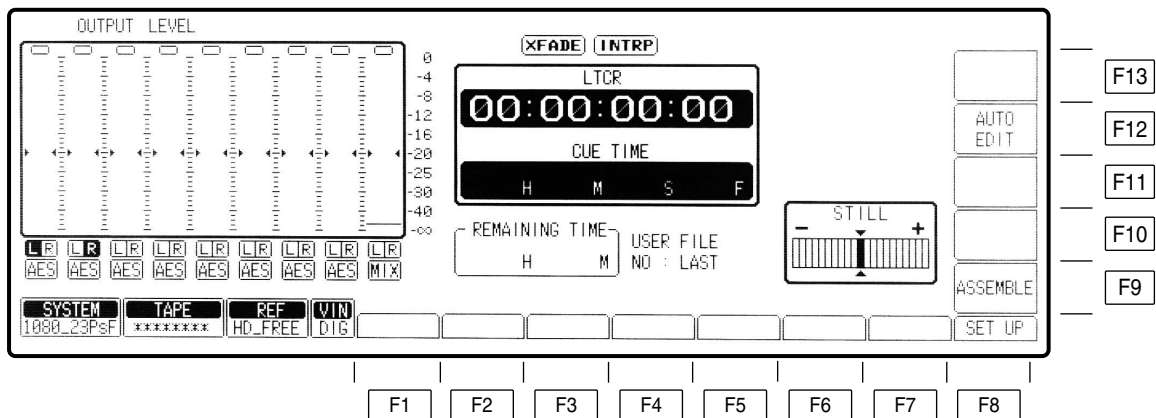 OUTPUT LEVEL
XFADE INTRP
0
-4
-8
-12
-16
-20
-25
-30
-40
-∞
LTCR
00:00:00:00
CUE TIME
H M S F
REMAINING TIME
H M
USER FILE
NO : LAST
STILL
- +
AUTO
EDIT
ASSEMBLE
SET UP
F13
F12
F11
F10
F9
L R L R L R L R L R L R L R L R L R
AES AES AES AES AES AES AES AES MIX
SYSTEM TAPE REF VIN
1080_23PsF ******** HD_FREE DIG
F1 F2 F3 F4 F5 F6 F7 F8